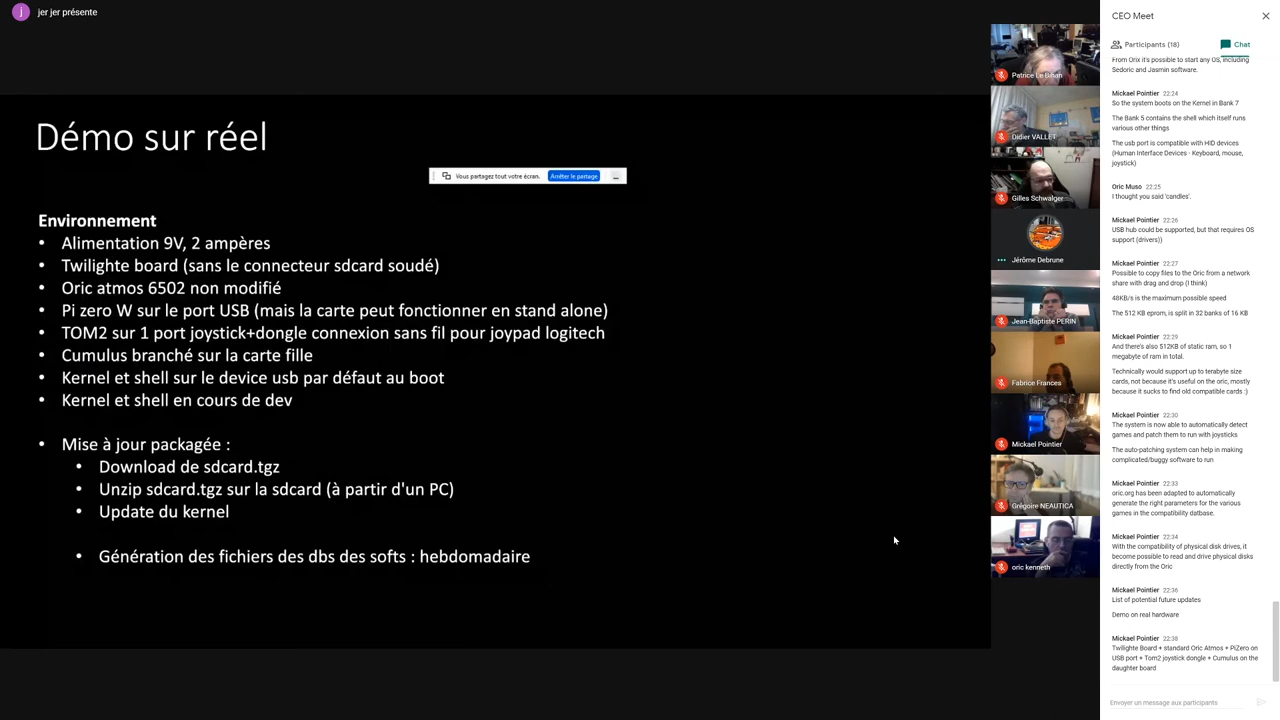 j jer jer présente
Démo sur réel
Vous partagez tout votre écran. Arrêter le partage
Environnement
• Alimentation 9V, 2 ampères
• Twilighte board (sans le connecteur sdcard soudé)
• Oric atmos 6502 non modifié
• Pi zero W sur le port USB (mais la carte peut fonctionner en stand alone)
• TOM2 sur 1 port joystick+dongle connexion sans fil pour joypad logitech
• Cumulus branché sur la carte fille
• Kernel et shell sur le device usb par défaut au boot
• Kernel et shell en cours de dev
• Mise à jour packagée :
• Download de sdcard.tgz
• Unzip sdcard.tgz sur la sdcard (à partir d'un PC)
• Update du kernel
• Génération des fichiers des dbs des softs : hebdomadaire
Patrice Le Bihan
Didier VALLET
Gilles Schwalger
Jérôme Debrune
Jean-Baptiste PERIN
Fabrice Frances
Mickael Pointier
Grégoire NEAUTICA
oric kenneth
CEO Meet
Participants (18)
Chat
From Orix it's possible to start any OS, including
Sedoric and Jasmin software.
Mickael Pointier 22:24
So the system boots on the Kernel in Bank 7
The Bank 5 contains the shell which itself runs
various other things
The usb port is compatible with HID devices
(Human Interface Devices - Keyboard, mouse,
joystick)
Oric Muso 22:25
I thought you said 'candles'.
Mickael Pointier 22:26
USB hub could be supported, but that requires OS
support (drivers))
Mickael Pointier 22:27
Possible to copy files to the Oric from a network
share with drag and drop (I think)
48KB/s is the maximum possible speed
The 512 KB eprom, is split in 32 banks of 16 KB
Mickael Pointier 22:29
And there's also 512KB of static ram, so 1
megabyte of ram in total.
Technically would support up to terabyte size
cards, not because it's useful on the oric, mostly
because it sucks to find old compatible cards :)
Mickael Pointier 22:30
The system is now able to automatically detect
games and patch them to run with joysticks
The auto-patching system can help in making
complicated/buggy software to run
Mickael Pointier 22:33
oric.org has been adapted to automatically
generate the right parameters for the various
games in the compatibility datbase.
Mickael Pointier 22:34
With the compatibility of physical disk drives, it
become possible to read and drive physical disks
directly from the Oric
Mickael Pointier 22:36
List of potential future updates
Demo on real hardware
Mickael Pointier 22:38
Twilighte Board + standard Oric Atmos + PiZero on
USB port + Tom2 joystick dongle + Cumulus on the
daughter board
Envoyer un message aux participants